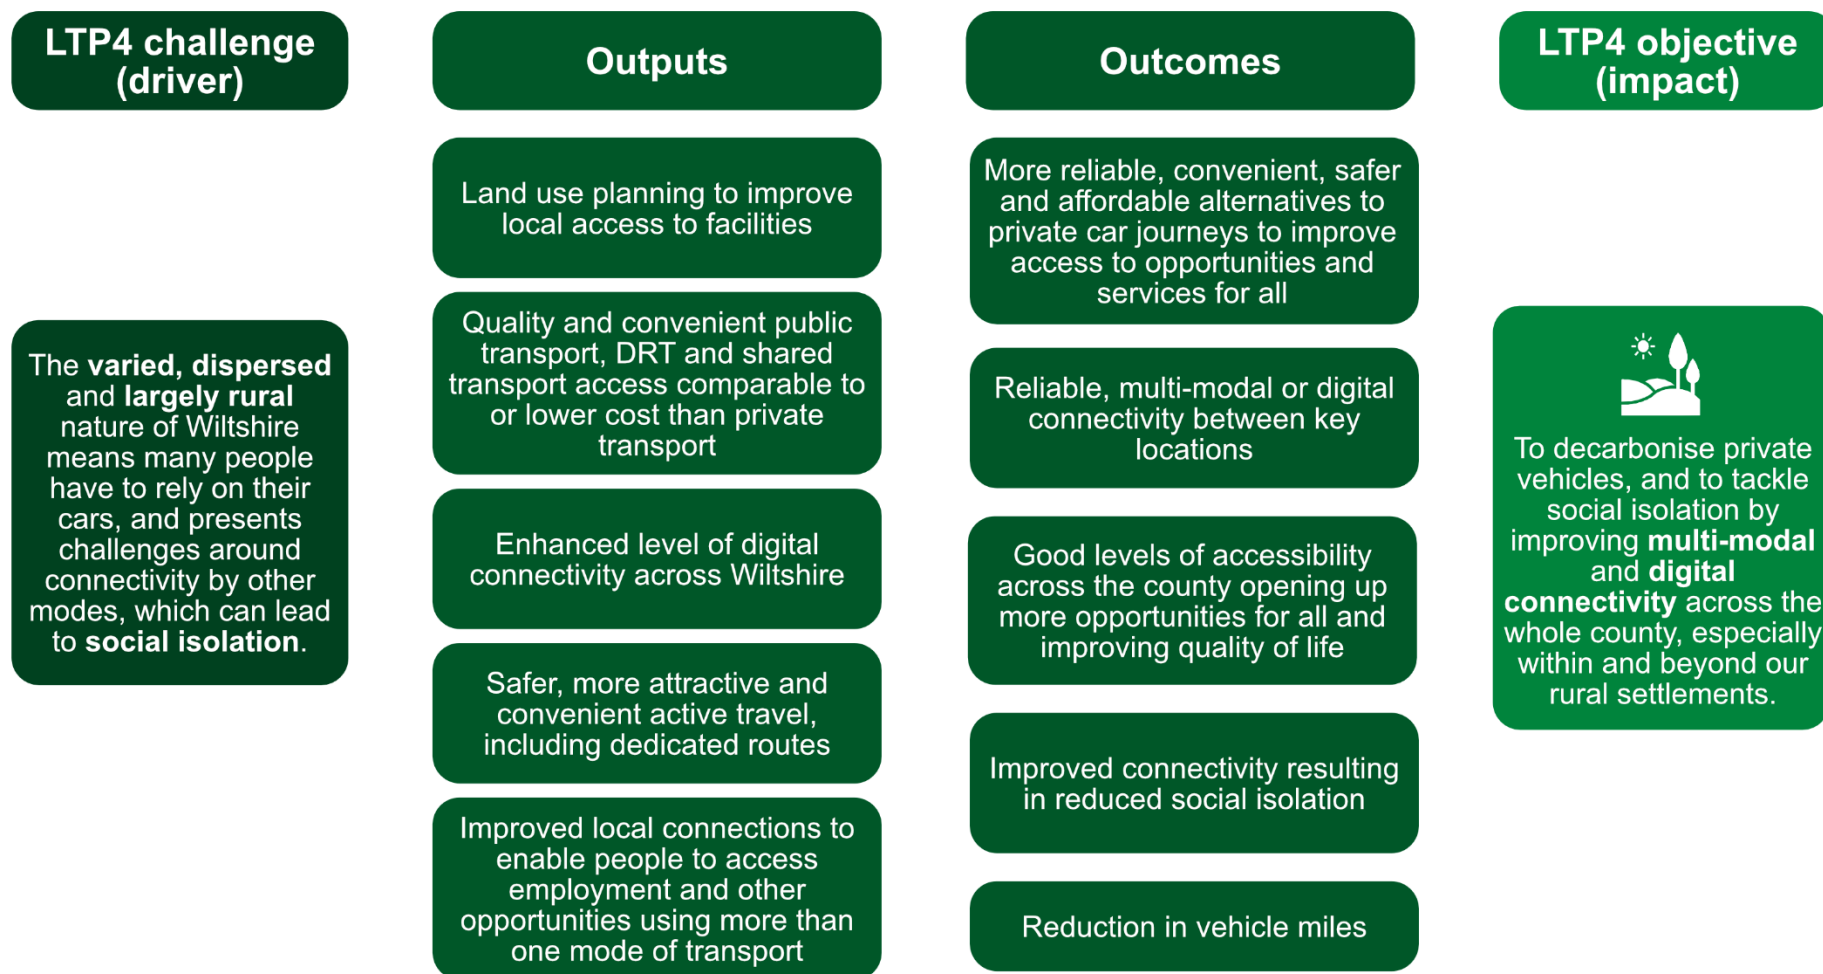 LTP4 challenge
(driver)
The varied, dispersed
and largely rural
nature of Wiltshire
means many people
have to rely on their
cars, and presents
challenges around
connectivity by other
modes, which can lead
to social isolation.
Outputs
Land use planning to improve
local access to facilities
Quality and convenient public
transport, DRT and shared
transport access comparable to
or lower cost than private
transport
Enhanced level of digital
connectivity across Wiltshire
Safer, more attractive and
convenient active travel,
including dedicated routes
Improved local connections to
enable people to access
employment and other
opportunities using more than
one mode of transport
Outcomes
More reliable, convenient, safer
and affordable alternatives to
private car journeys to improve
access to opportunities and
services for all
Reliable, multi-modal or digital
connectivity between key
locations
Good levels of accessibility
across the county opening up
more opportunities for all and
improving quality of life
Improved connectivity resulting
in reduced social isolation
Reduction in vehicle miles
LTP4 objective
(impact)
To decarbonise private
vehicles, and to tackle
social isolation by
improving multi-modal
and digital
connectivity across the
whole county, especially
within and beyond our
rural settlements.